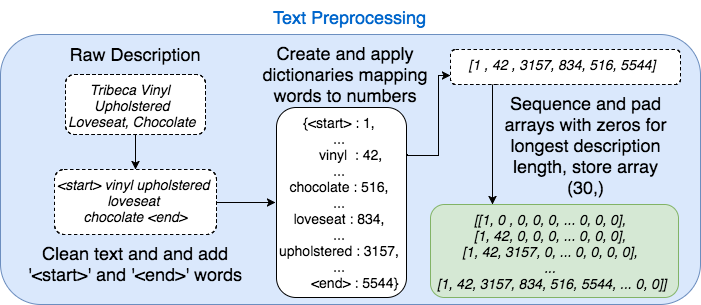 Text Preprocessing
Raw Description
Tribeca Vinyl
Upholstered
Loveseat, Chocolate
<start> vinyl upholstered
loveseat
chocolate <end>
Clean text and and add
'<start>' and '<end>' words
Create and apply
dictionaries mapping
words to numbers
{<start> : 1,
...
vinyl : 42,
...
chocolate : 516,
...
loveseat : 834,
...
upholstered : 3157,
...
<end> : 5544}
[1 , 42 , 3157, 834, 516, 5544]
Sequence and pad
arrays with zeros for
longest description
length, store array
(30,)
[[1, 0 , 0, 0, 0, ... 0, 0, 0],
[1, 42, 0, 0, 0, ... 0, 0, 0],
[1, 42, 3157, 0, ... 0, 0, 0, 0],
...
[1, 42, 3157, 834, 516, 5544, ... 0, 0]]